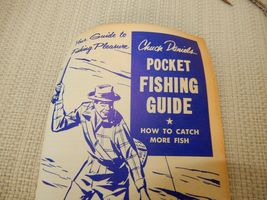 Your Guide to
Fishing Pleasure
Chuck Daniels
POCKET
FISHING
GUIDE
HOW TO CATCH
MORE FISH